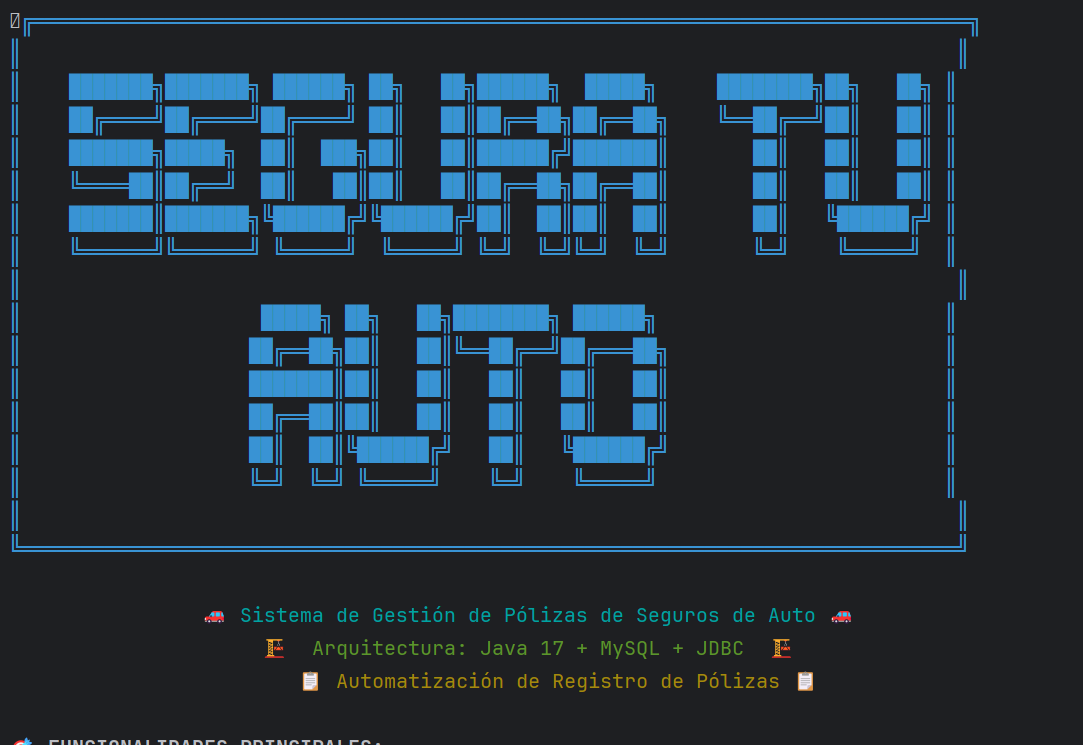 SEGURA TU
AUTO
🚗 Sistema de Gestión de Pólizas de Seguros de Auto 🚗
🏗 Arquitectura: Java 17 + MySQL + JDBC 🏗
📋 Automatización de Registro de Pólizas 📋
🎯 FUNCIONALIDADES PRINCIPALES: